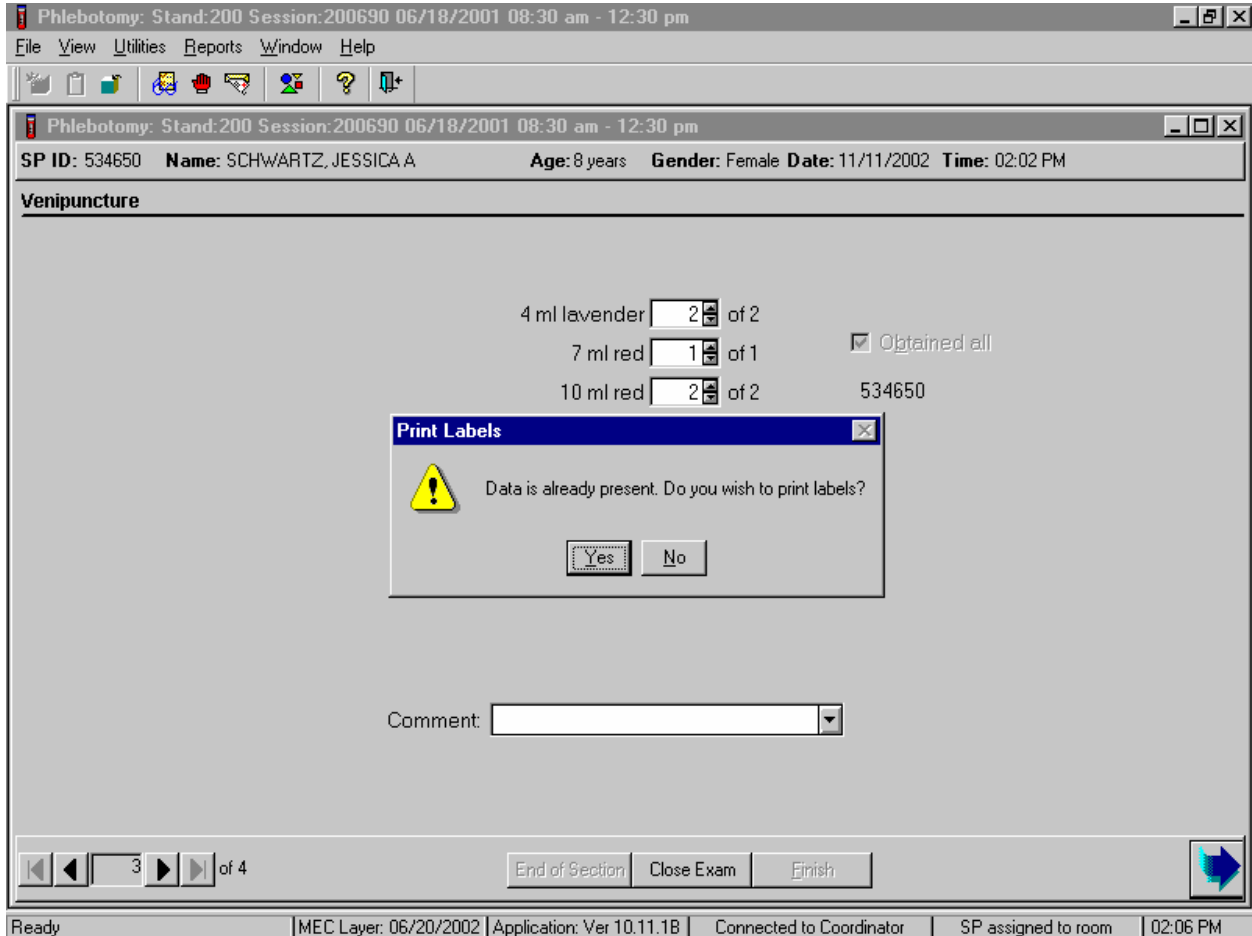 Phlebotomy: Stand:200 Session:200690 06/18/2001 08:30 am - 12:30 pm
File View Utilities Reports Window Help
Phlebotomy: Stand:200 Session:200690 06/18/2001 08:30 am - 12:30 pm
SP ID: 534650 Name: SCHWARTZ, JESSICA A Age: 8 years Gender: Female Date: 11/11/2002 Time: 02:02 PM
Venipuncture
4 ml lavender 2 of 2
7 ml red 1 of 1 Obtained all
10 ml red 2 of 2 534650
Print Labels
Data is already present. Do you wish to print labels?
Yes No
Comment:
3 of 4 End of Section Close Exam Finish
Ready MEC Layer: 06/20/2002 Application: Ver 10.11.1B Connected to Coordinator SP assigned to room 02:06 PM